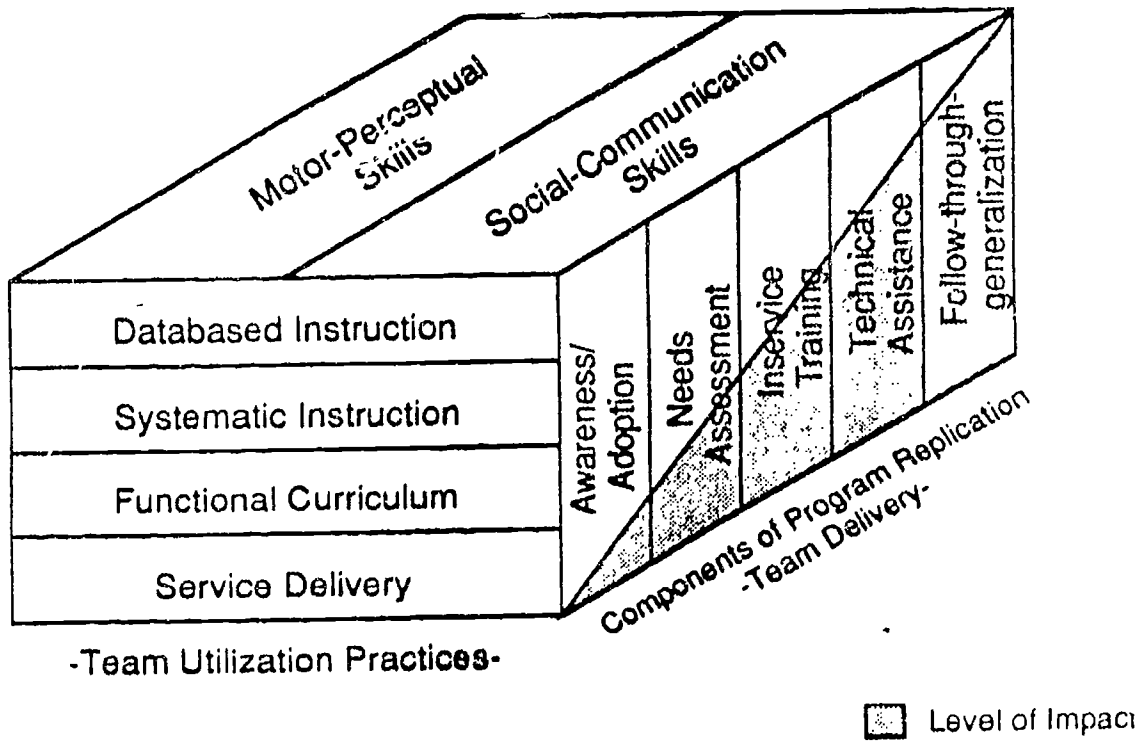 Motor-Perceptual
Skills
Social-Communication
Skills
Databased Instruction
Systematic Instruction
Functional Curriculum
Service Delivery
-Team Utilization Practices-
Awareness/
Adoption
Needs
Assessment
Inservice
Training
Technical
Assistance
Follow-through-
generalization
Components of Program Replication
-Team Delivery-
Level of Impact